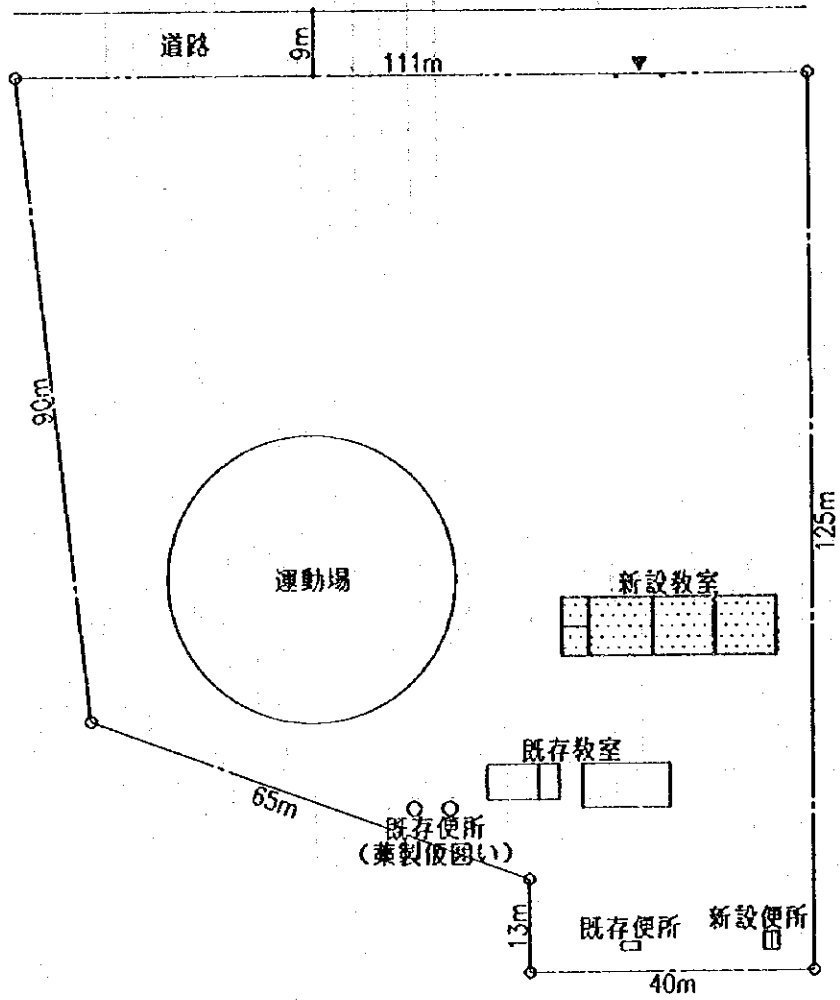 道路
9m
111m
90m
125m
運動場
新設教室
既存教室
65m
既存便所
(藁製仮囲い)
13m
既存便所
新設便所
40m